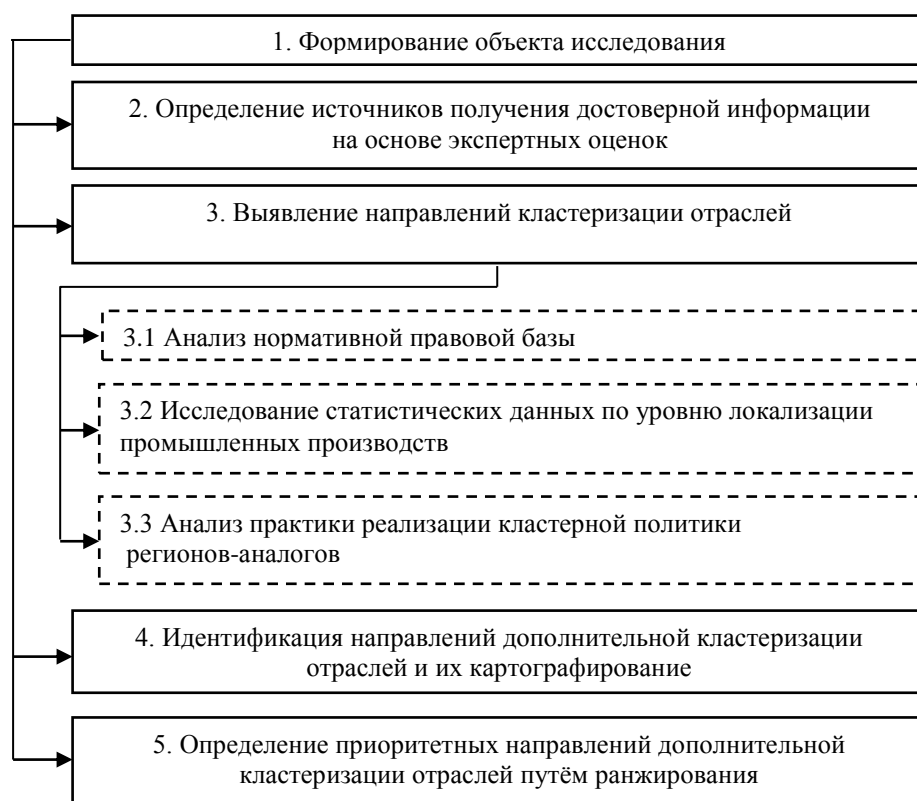 1. Формирование объекта исследования
2. Определение источников получения достоверной информации
на основе экспертных оценок
3. Выявление направлений кластеризации отраслей
3.1 Анализ нормативной правовой базы
3.2 Исследование статистических данных по уровню локализации
промышленных производств
3.3 Анализ практики реализации кластерной политики
регионов-аналогов
4. Идентификация направлений дополнительной кластеризации
отраслей и их картографирование
5. Определение приоритетных направлений дополнительной
кластеризации отраслей путём ранжирования